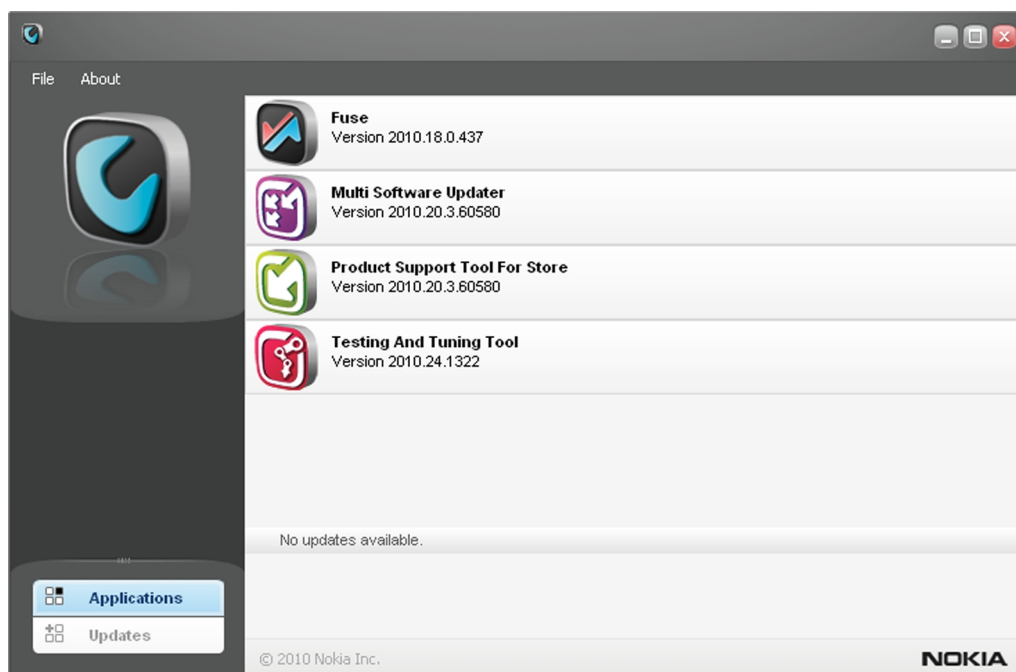 File About
Fuse
Version 2010.18.0.437
Multi Software Updater
Version 2010.20.3.60580
Product Support Tool For Store
Version 2010.20.3.60580
Testing And Tuning Tool
Version 2010.24.1322
No updates available.
Applications
Updates
© 2010 Nokia Inc.
NOKIA